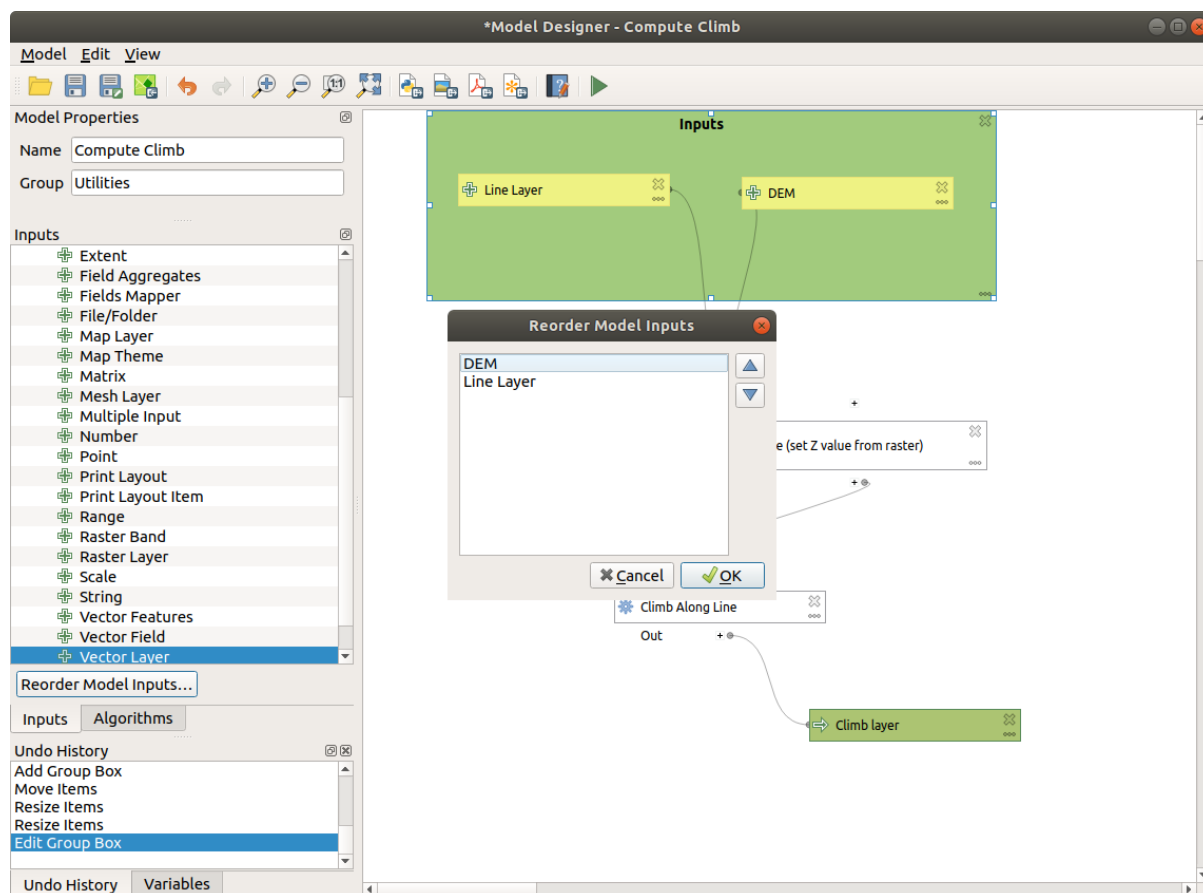 *Model Designer - Compute Climb
Model Edit View
Model Properties
Name Compute Climb
Group Utilities
Inputs
Extent
Field Aggregates
Fields Mapper
File/Folder
Map Layer
Map Theme
Matrix
Mesh Layer
Multiple Input
Number
Point
Print Layout
Print Layout Item
Range
Raster Band
Raster Layer
Scale
String
Vector Features
Vector Field
Vector Layer
Reorder Model Inputs...
Inputs Algorithms
Undo History
Add Group Box
Move Items
Resize Items
Resize Items
Edit Group Box
Undo History Variables
Inputs
Line Layer
DEM
Reorder Model Inputs
DEM
Line Layer
Cancel OK
e (set Z value from raster)
Climb Along Line
Out
Climb layer